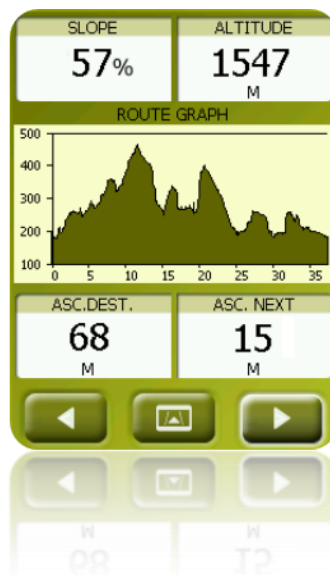 SLOPE ALTITUDE
57% 1547
M
ROUTE GRAPH
500
400
300
200
100
0 5 10 15 20 25 30 35
ASC.DEST. ASC. NEXT
68 15
M M